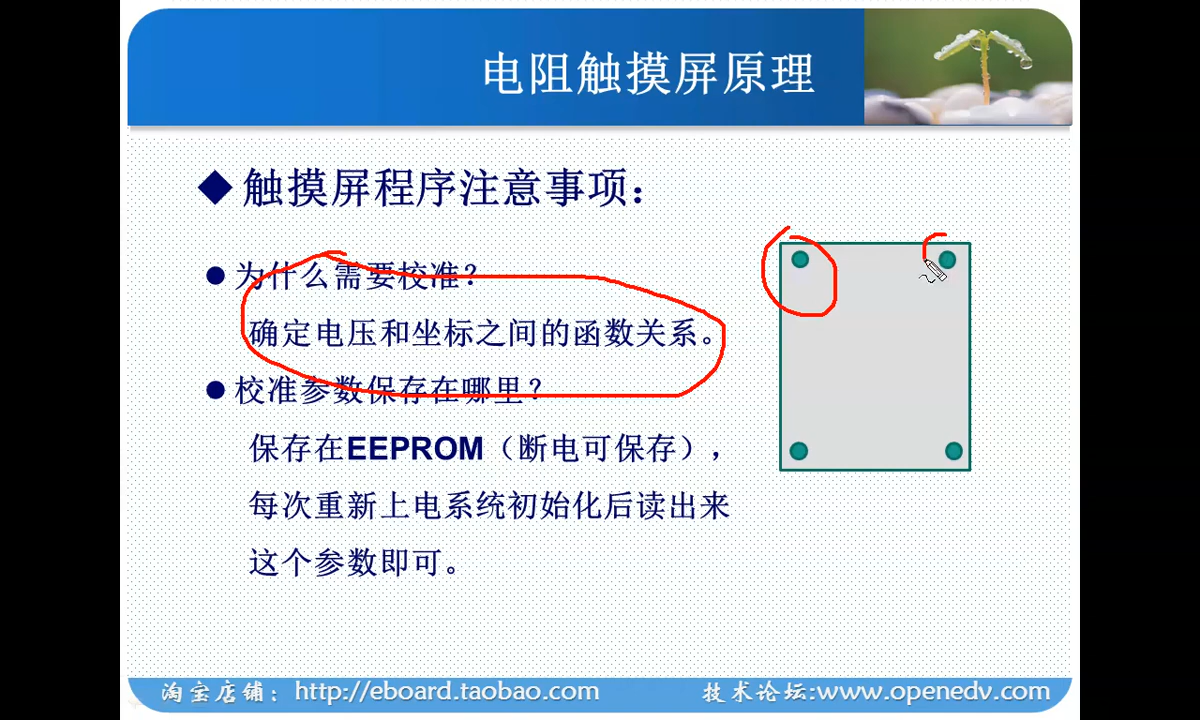 电阻触摸屏原理
触摸屏程序注意事项：
为什么需要校准？
确定电压和坐标之间的函数关系。
校准参数保存在哪里？
保存在EEPROM（断电可保存），
每次重新上电系统初始化后读出来
这个参数即可。
淘宝店铺：http://eboard.taobao.com
技术论坛:www.openedv.com